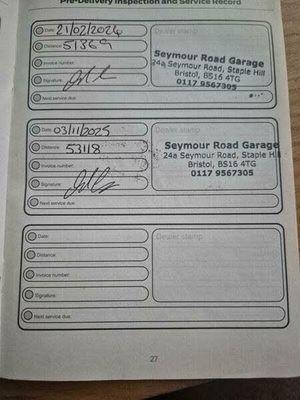 Pre-Delivery Inspection and Service Record
Date: 21/02/2024
Dealer stamp
Distance: 51369
Seymour Road Garage
Invoice number:
24a Seymour Road, Staple Hill
Bristol, BS16 4TG
Signature:
0117 9567305
Next service due:
Date: 03/11/2025
Dealer stamp
Distance: 53118
Seymour Road Garage
Invoice number:
24a Seymour Road, Staple Hill
Bristol, BS16 4TG
Signature:
0117 9567305
Next service due:
Date:
Dealer stamp
Distance:
Invoice number:
Signature:
Next service due:
27